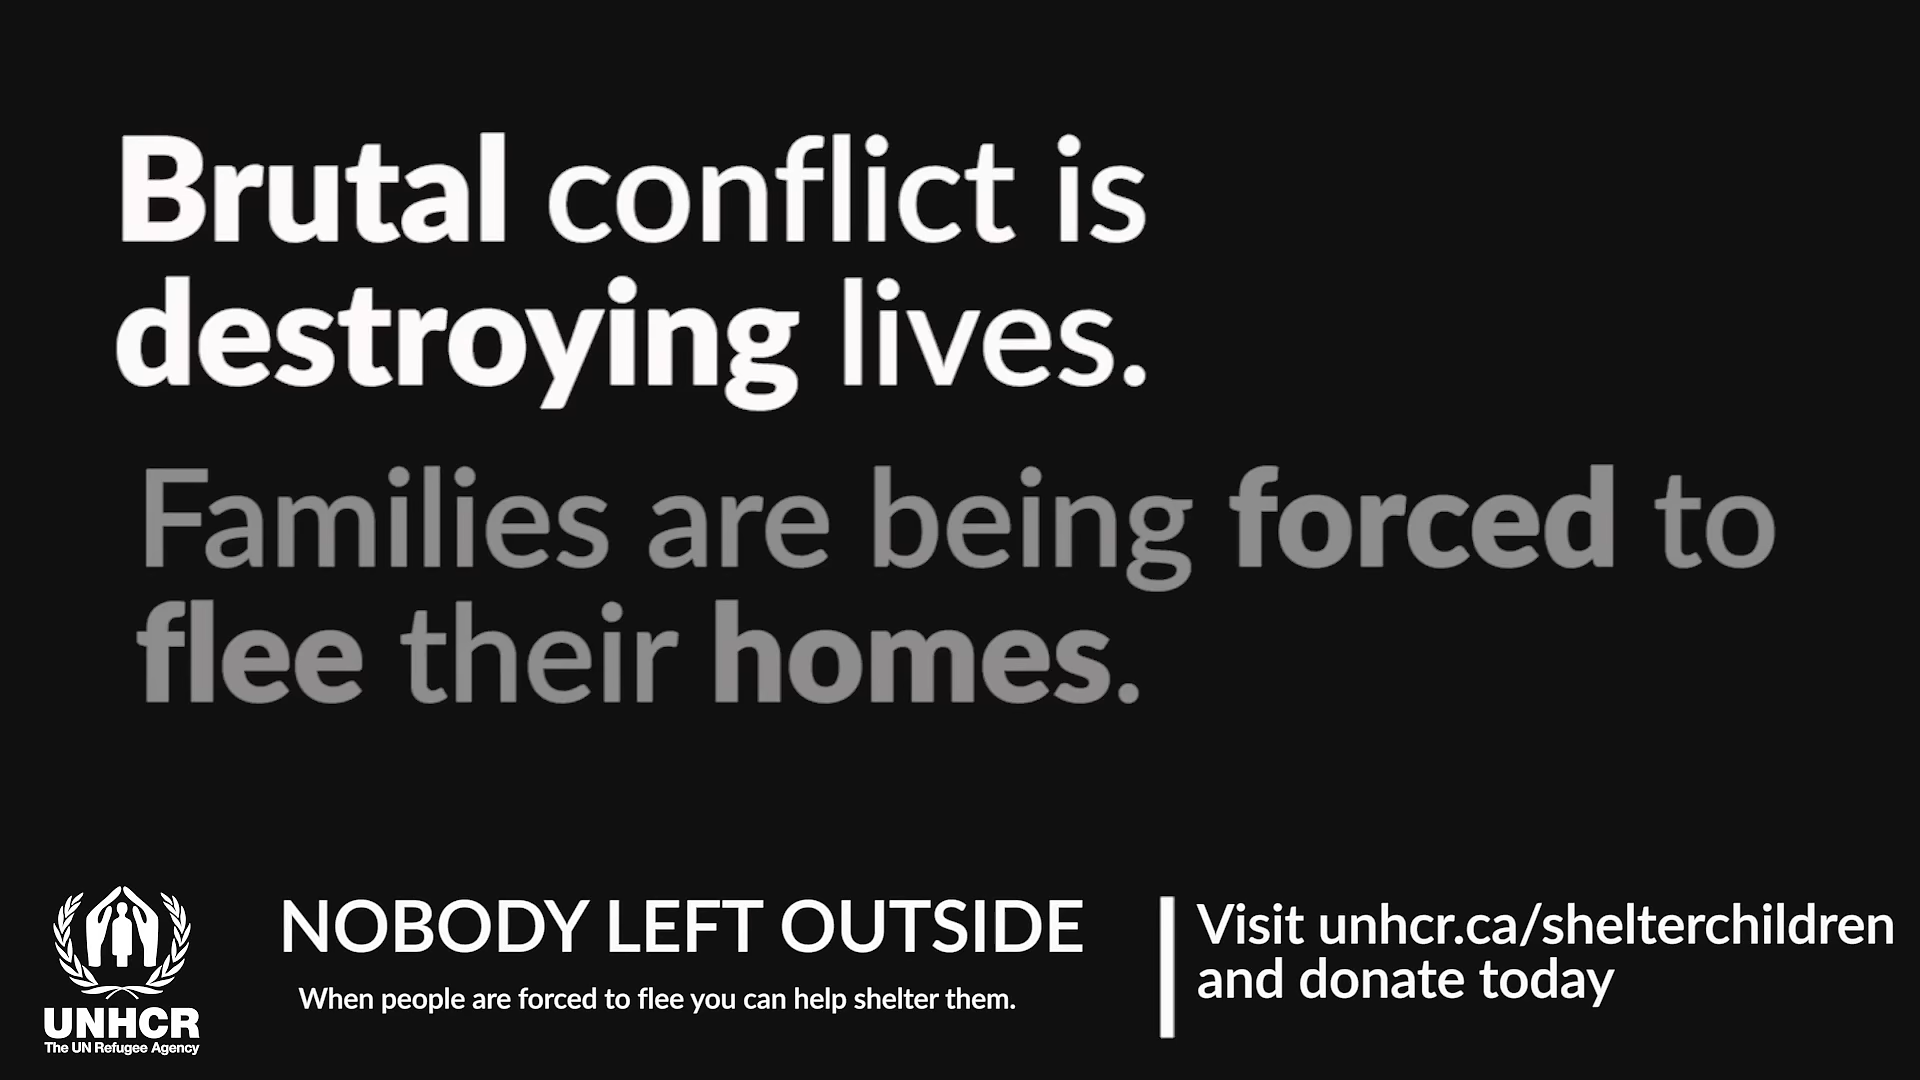 Brutal conflict is
destroying lives.
Families are being forced to
flee their homes.
UNHCR
The UN Refugee Agency
NOBODY LEFT OUTSIDE
When people are forced to flee you can help shelter them.
Visit unhcr.ca/shelterchildren
and donate today